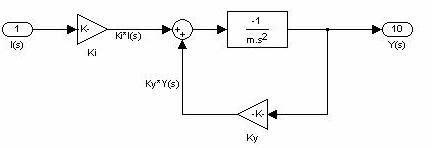 1
I(s)
K-
Ki
Ki*I(s)
+
+
-1
m.s2
10
Y(s)
Ky*Y(s)
-K-
Ky